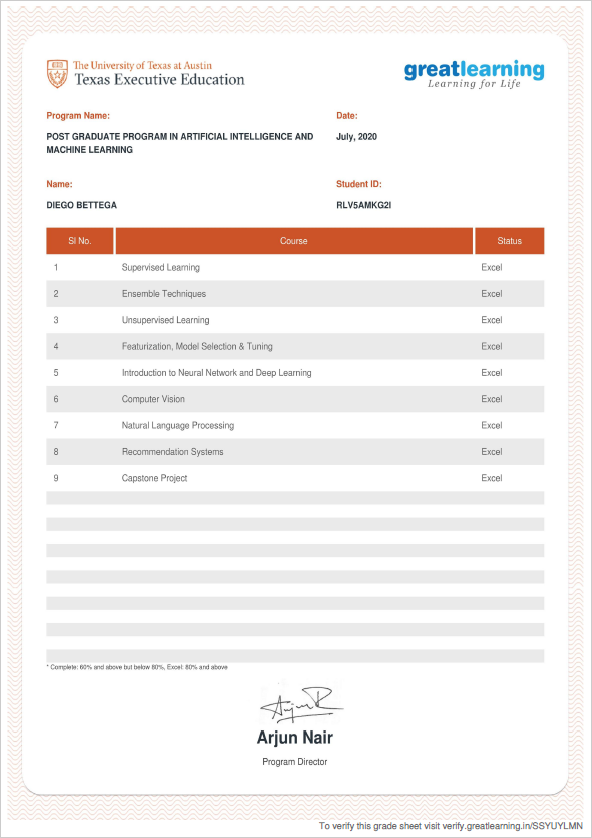 The University of Texas at Austin
Texas Executive Education
greatlearning
Learning for Life
Program Name:
Date:
POST GRADUATE PROGRAM IN ARTIFICIAL INTELLIGENCE AND
MACHINE LEARNING
July, 2020
Name:
Student ID:
DIEGO BETTEGA
RLV5AMKG2I
Sl No. Course Status
1 Supervised Learning Excel
2 Ensemble Techniques Excel
3 Unsupervised Learning Excel
4 Featurization, Model Selection & Tuning Excel
5 Introduction to Neural Network and Deep Learning Excel
6 Computer Vision Excel
7 Natural Language Processing Excel
8 Recommendation Systems Excel
9 Capstone Project Excel
* Complete: 60% and above but below 80%, Excel: 80% and above
Arjun Nair
Program Director
To verify this grade sheet visit verify.greatlearning.in/SSYUYLMN